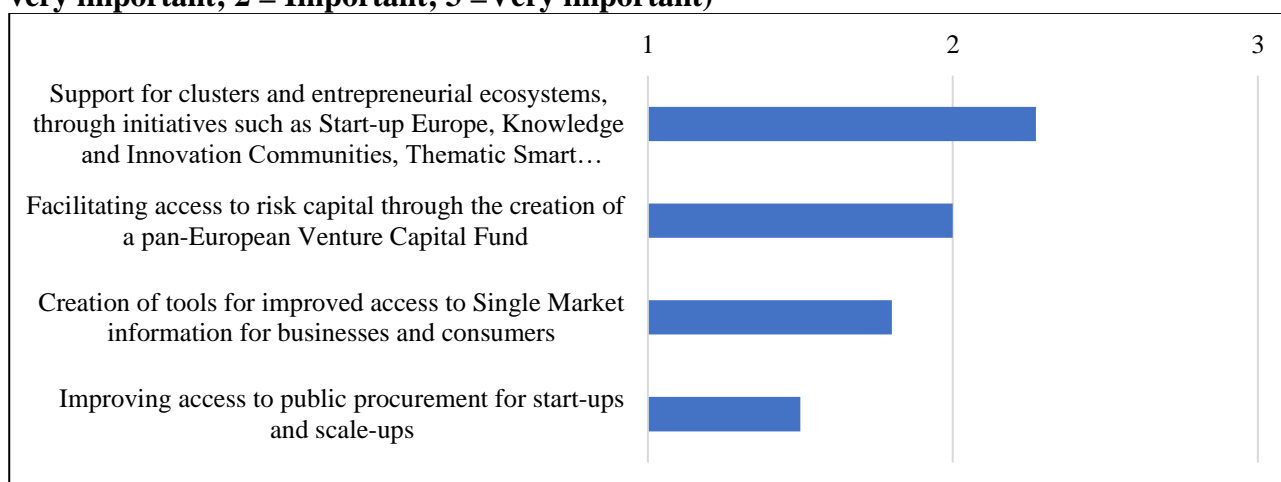 very important; 2 = Important; 3 =Very important)
1 2 3
Support for clusters and entrepreneurial ecosystems,
through initiatives such as Start-up Europe, Knowledge
and Innovation Communities, Thematic Smart…
Facilitating access to risk capital through the creation of
a pan-European Venture Capital Fund
Creation of tools for improved access to Single Market
information for businesses and consumers
Improving access to public procurement for start-ups
and scale-ups